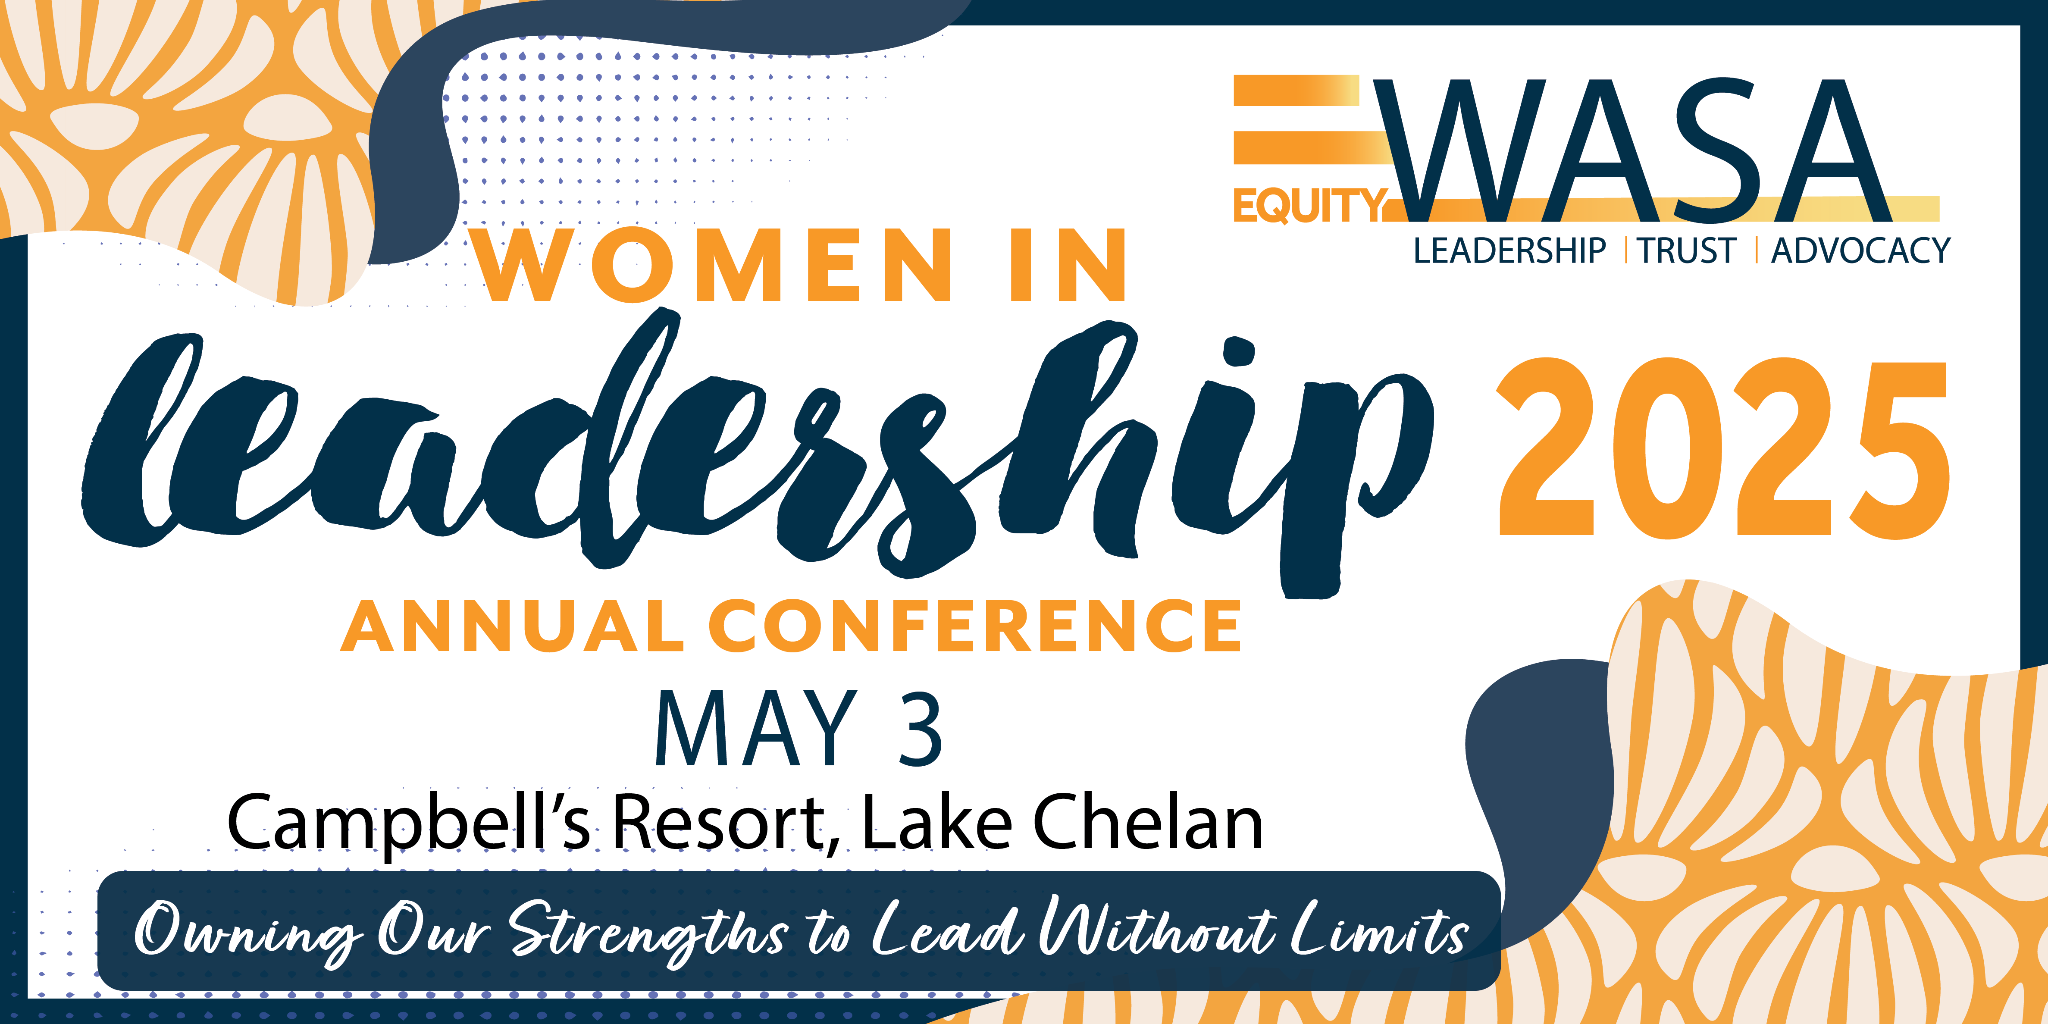 WASA
EQUITY
LEADERSHIP | TRUST | ADVOCACY
WOMEN IN
leadership 2025
ANNUAL CONFERENCE
MAY 3
Campbell’s Resort, Lake Chelan
Owning Our Strengths to Lead Without Limits